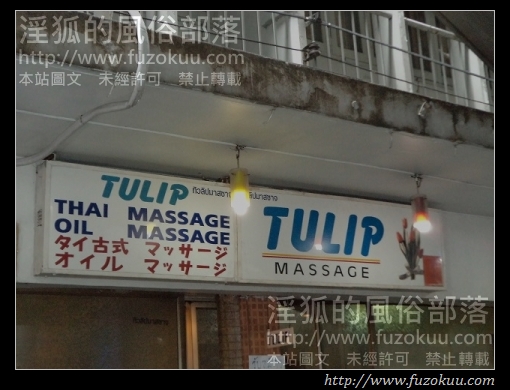 淫狐的風俗部落
http://www.fuzokuu.com
本站圖文 未經許可 禁止轉載
TULIP
THAI MASSAGE
OIL MASSAGE
タイ古式 マッサージ
オイル マッサージ
TULIP
MASSAGE
淫狐的風俗部落
http://www.fuzokuu.com
本站圖文 未經許可 禁止轉載
http://www.fuzokuu.com